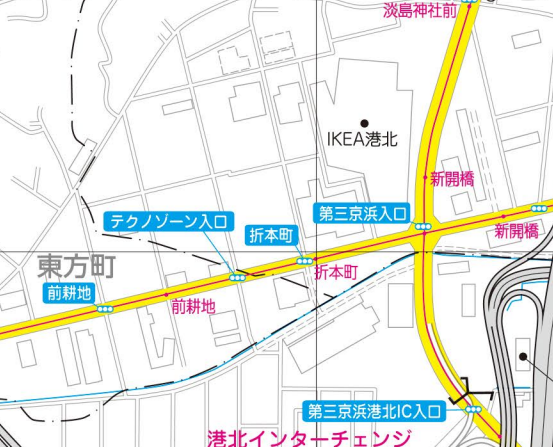 淡島神社前
IKEA港北
新開橋
第三京浜入口
テクノゾーン入口
折本町
新開橋
東方町
折本町
前耕地
前耕地
第三京浜港北IC入口
港北インターチェンジ